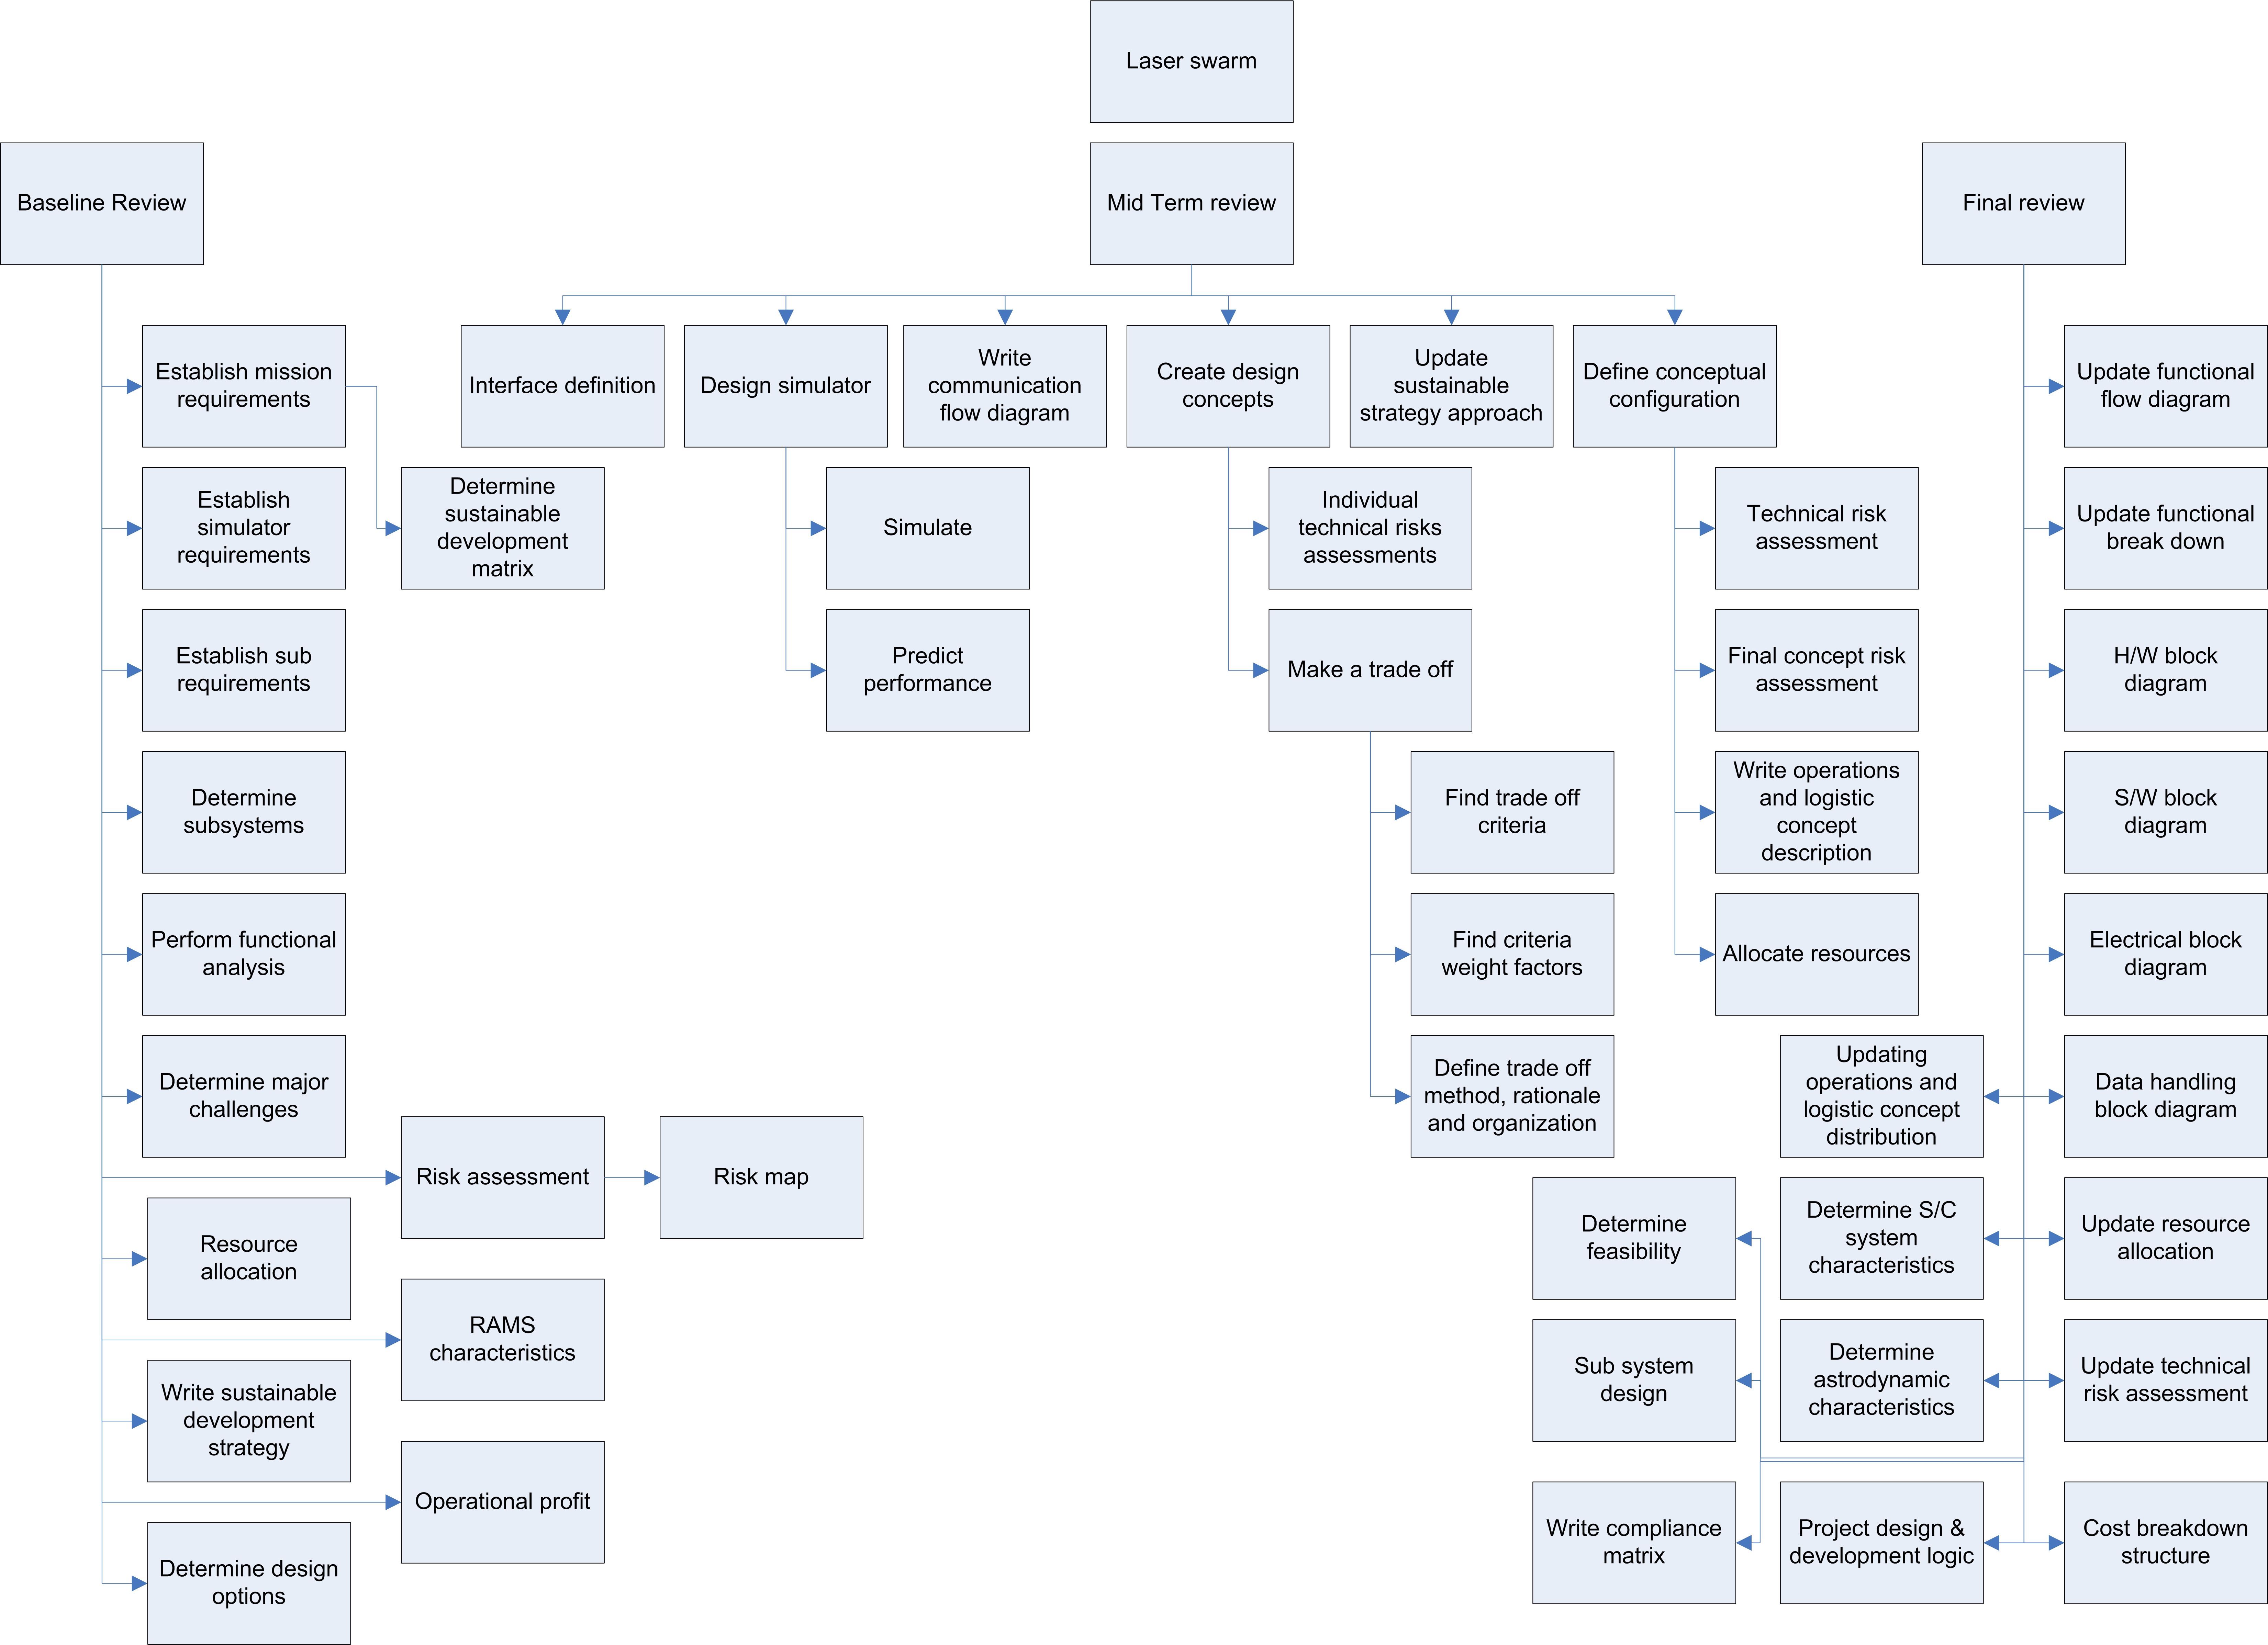 Laser swarm
Baseline Review
Mid Term review
Final review
Establish mission
requirements
Interface definition
Design simulator
Write
communication
flow diagram
Create design
concepts
Update
sustainable
strategy approach
Define conceptual
configuration
Update functional
flow diagram
Establish
simulator
requirements
Determine
sustainable
development
matrix
Simulate
Individual
technical risks
assessments
Technical risk
assessment
Update functional
break down
Establish sub
requirements
Predict
performance
Make a trade off
Final concept risk
assessment
H/W block
diagram
Determine
subsystems
Find trade off
criteria
Write operations
and logistic
concept
description
S/W block
diagram
Perform functional
analysis
Find criteria
weight factors
Allocate resources
Electrical block
diagram
Determine major
challenges
Define trade off
method, rationale
and organization
Updating
operations and
logistic concept
distribution
Data handling
block diagram
Risk assessment
Risk map
Resource
allocation
Determine
feasibility
Determine S/C
system
characteristics
Update resource
allocation
RAMS
characteristics
Sub system
design
Determine
astrodynamic
characteristics
Update technical
risk assessment
Write sustainable
development
strategy
Operational profit
Write compliance
matrix
Project design &
development logic
Cost breakdown
structure
Determine design
options